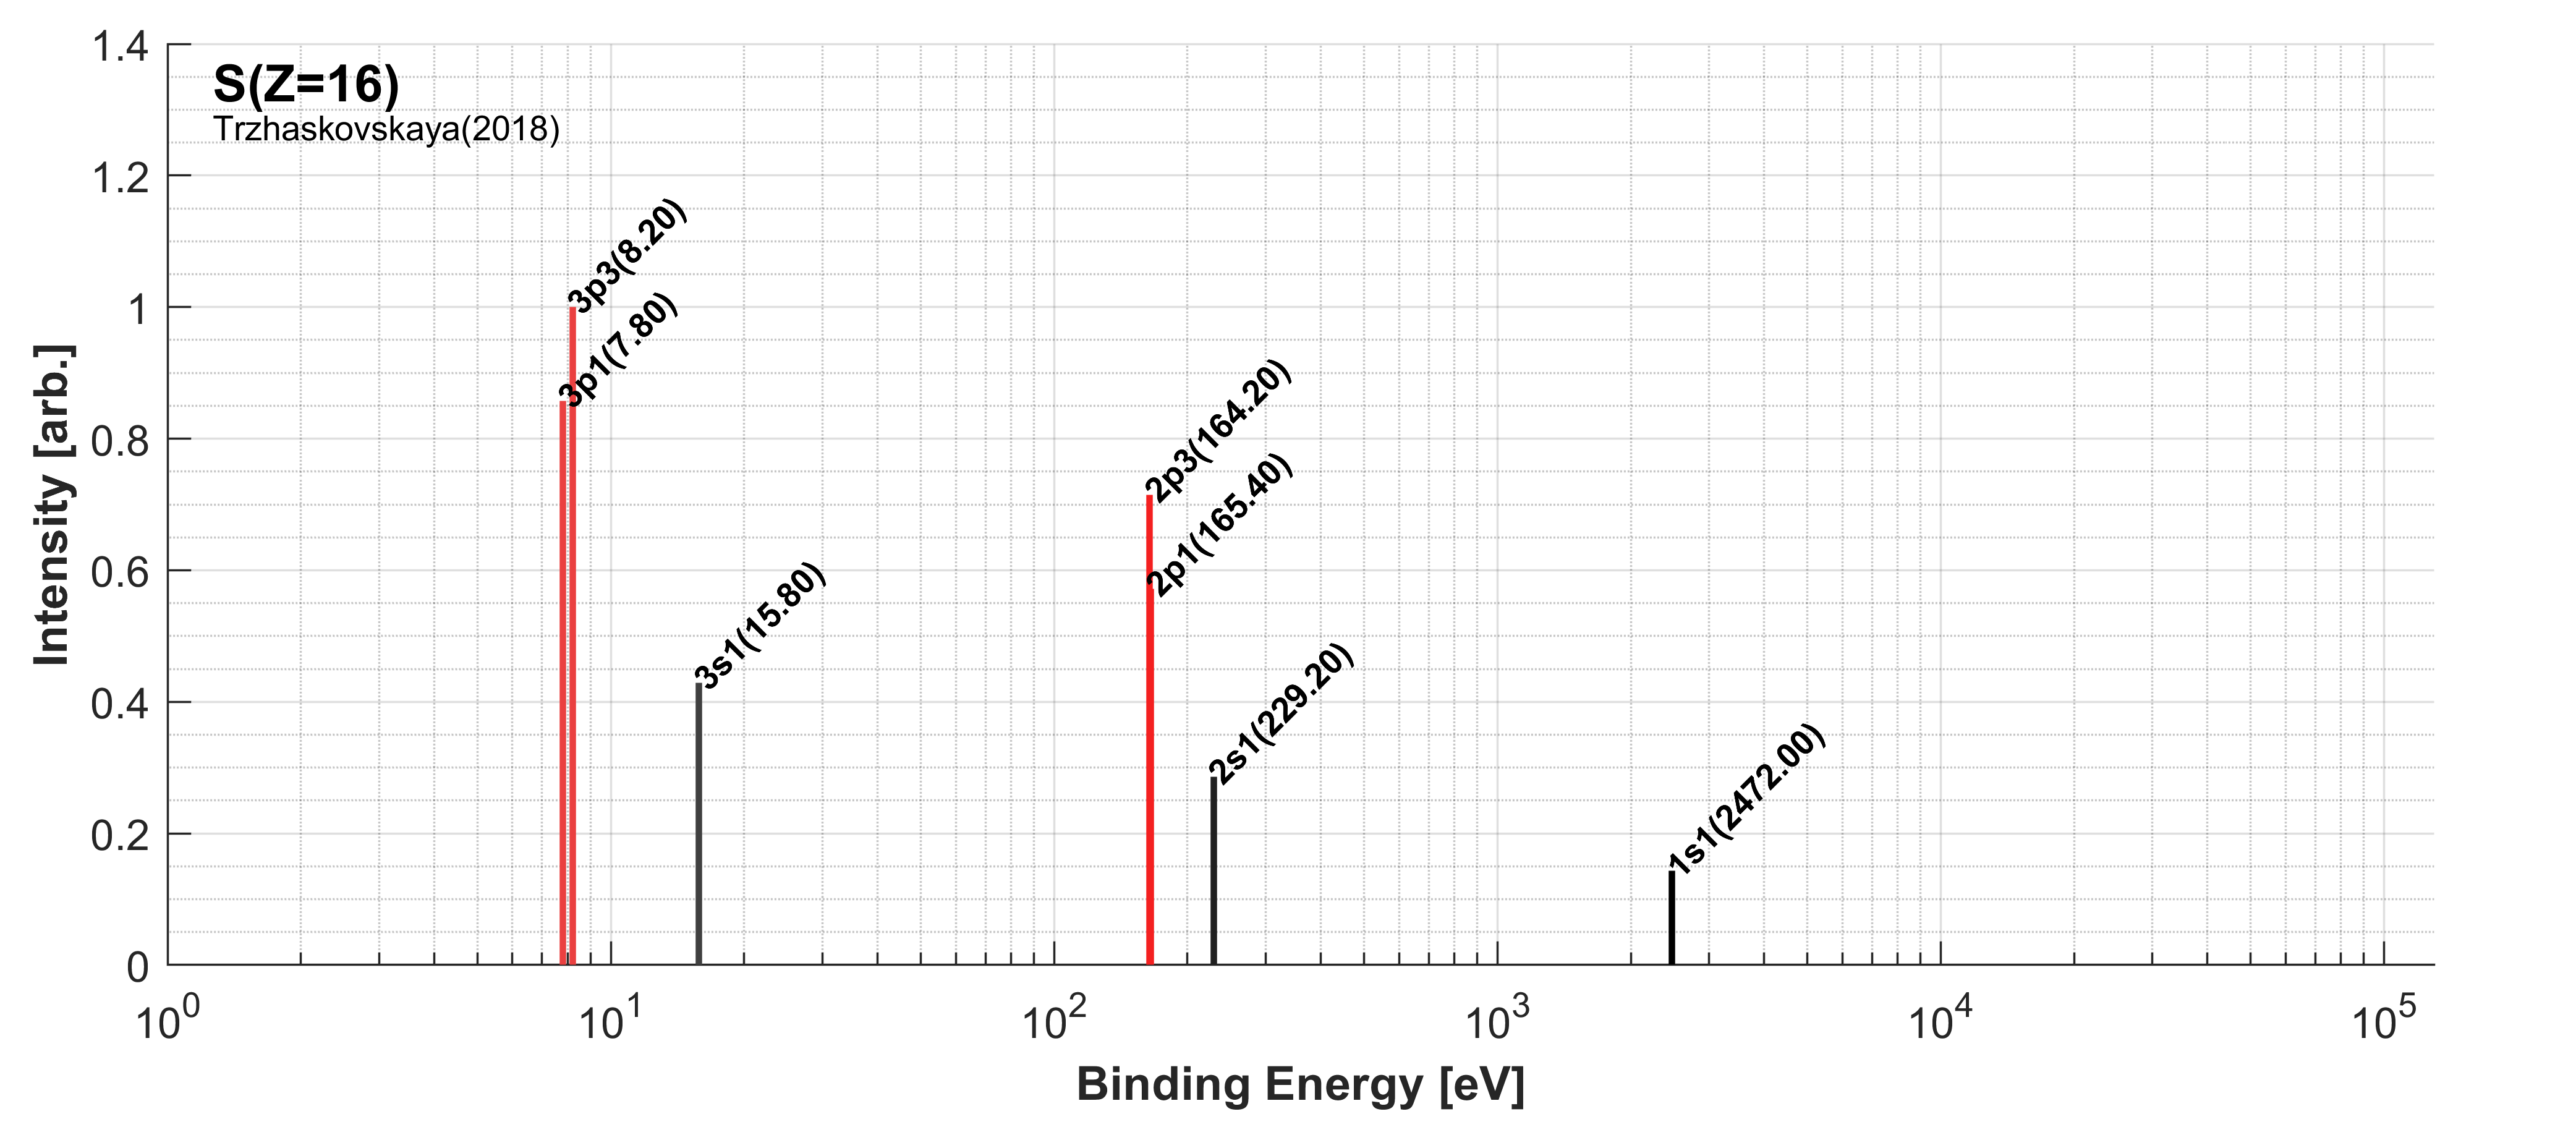 S(Z=16)
Trzhaskovskaya(2018)
1.4
1.2
1
0.8
0.6
0.4
0.2
0
Intensity [arb.]
3p3(8.20)
3p1(7.80)
3s1(15.80)
2p3(164.20)
2p1(165.40)
2s1(229.20)
1s1(2472.00)
10^0 10^1 10^2 10^3 10^4 10^5
Binding Energy [eV]